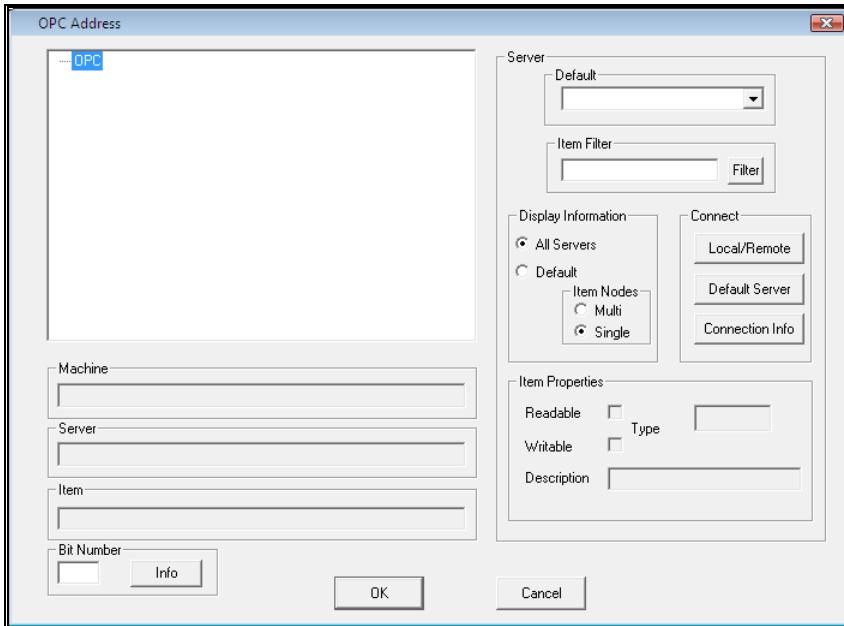 OPC Address
OPC
Server
Default
Item Filter
Filter
Display Information
All Servers
Default
Item Nodes
Multi
Single
Connect
Local/Remote
Default Server
Connection Info
Machine
Server
Item
Bit Number
Info
Item Properties
Readable
Type
Writable
Description
OK
Cancel